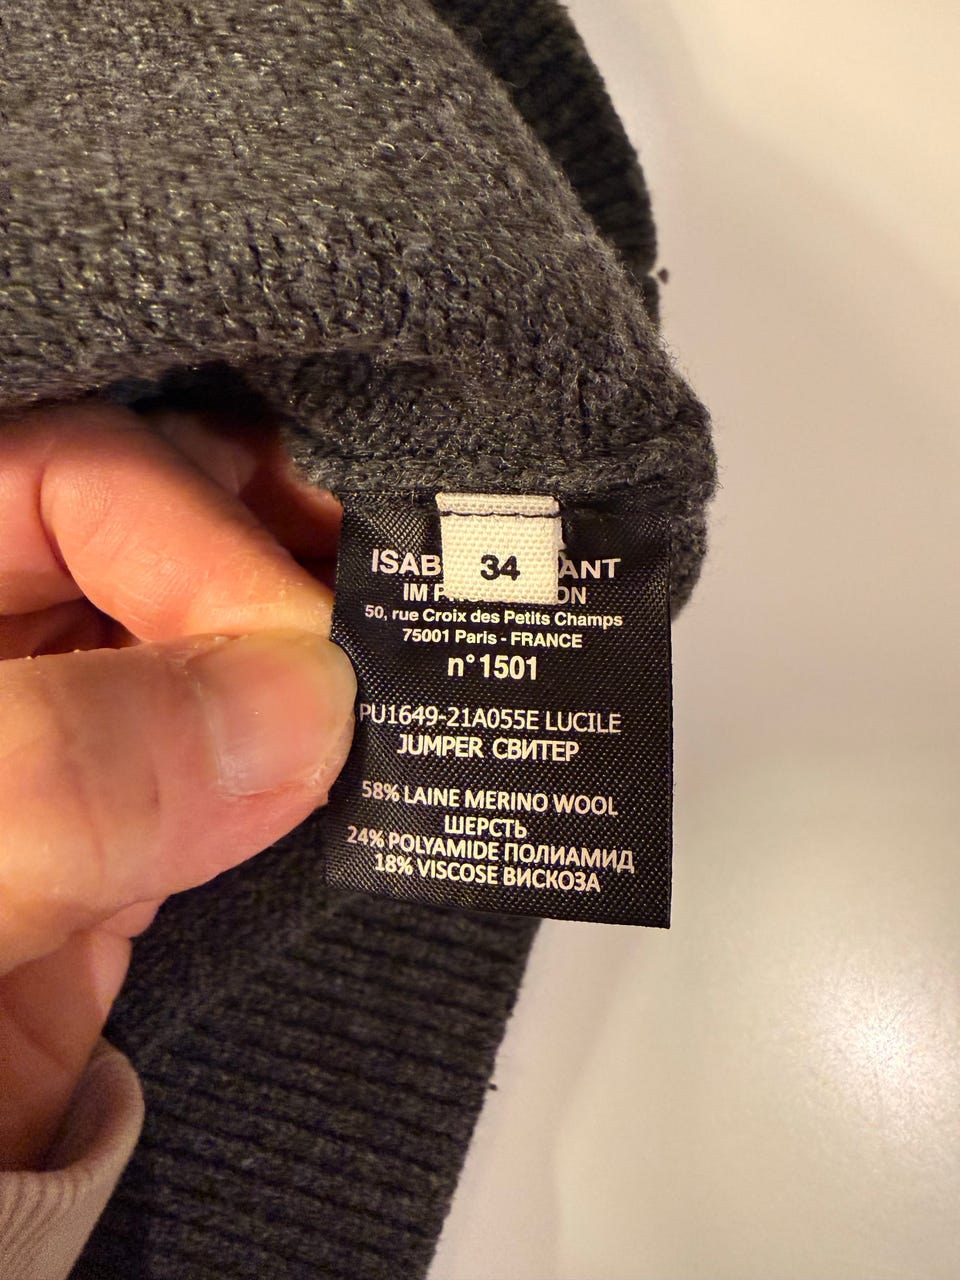 34
50, rue Croix des Petits Champs
75001 Paris - FRANCE
n°1501
PU1649-21A055E LUCILE
JUMPER СВИТЕР
58% LAINE MERINO WOOL
ШЕРСТЬ
24% POLYAMIDE ПОЛИАМИД
18% VISCOSE ВИСКОЗА